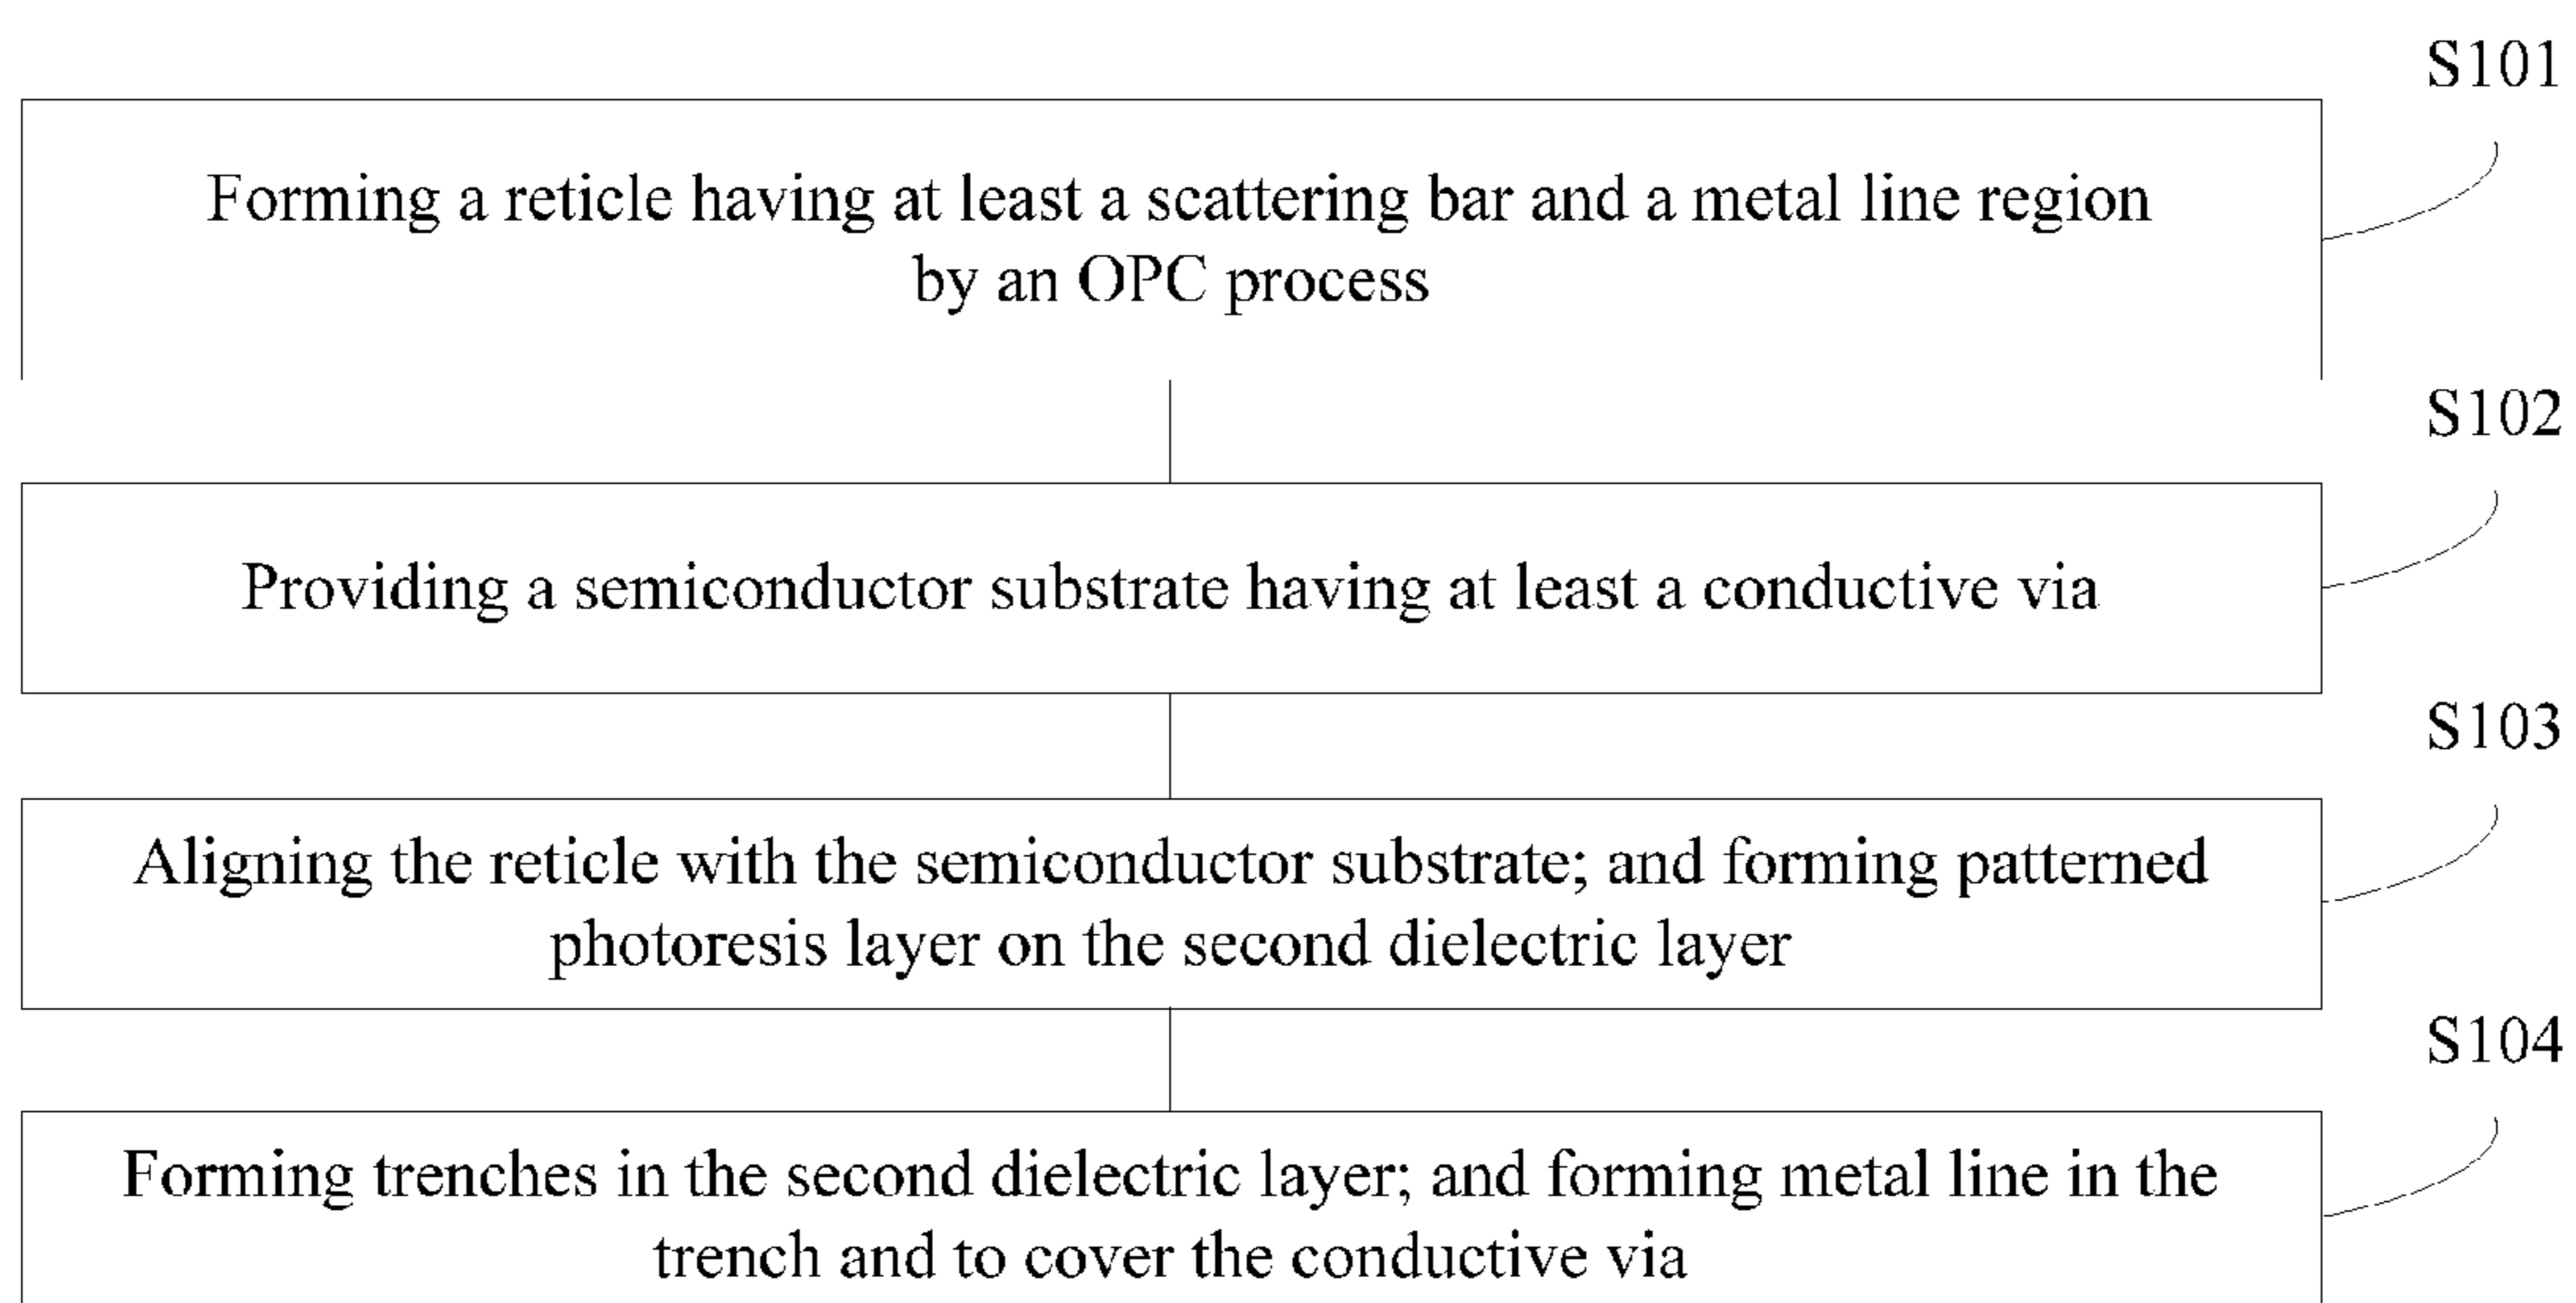 S101
Forming a reticle having at least a scattering bar and a metal line region
by an OPC process
S102
Providing a semiconductor substrate having at least a conductive via
S103
Aligning the reticle with the semiconductor substrate; and forming patterned
photoresis layer on the second dielectric layer
S104
Forming trenches in the second dielectric layer; and forming metal line in the
trench and to cover the conductive via